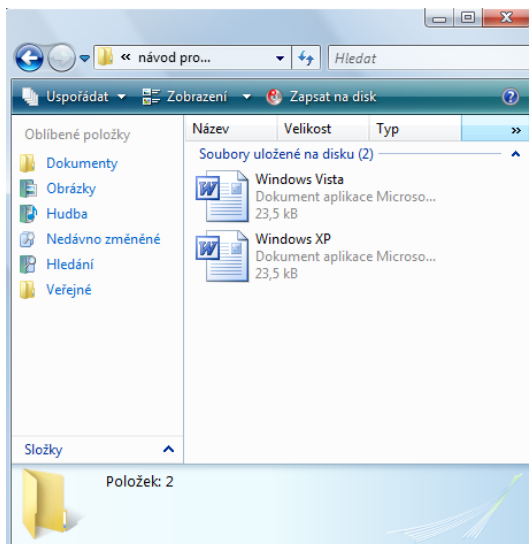 « návod pro...
Hledat
Uspořádat Zobrazení Zapsat na disk
Oblíbené položky
Dokumenty
Obrázky
Hudba
Nedávno změněné
Hledání
Veřejné
Složky
Název Velikost Typ »
Soubory uložené na disku (2)
Windows Vista
Dokument aplikace Microso...
23,5 kB
Windows XP
Dokument aplikace Microso...
23,5 kB
Položek: 2